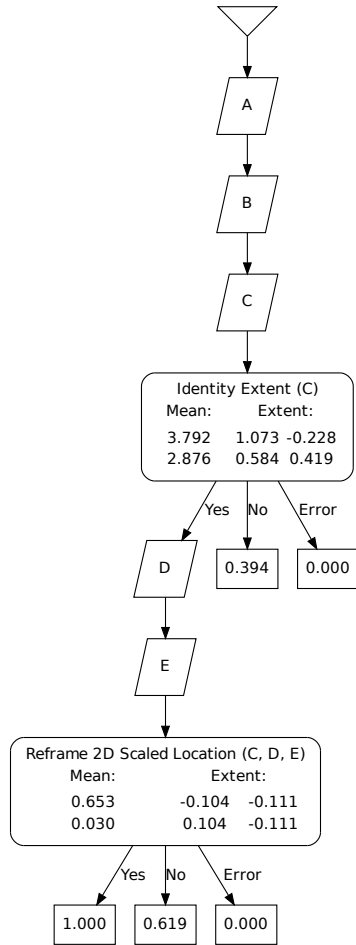 A
B
C
Identity Extent (C)
Mean: Extent:
3.792 1.073 -0.228
2.876 0.584 0.419
Yes No Error
D 0.394 0.000
E
Reframe 2D Scaled Location (C, D, E)
Mean: Extent:
0.653 -0.104 -0.111
0.030 0.104 -0.111
Yes No Error
1.000 0.619 0.000